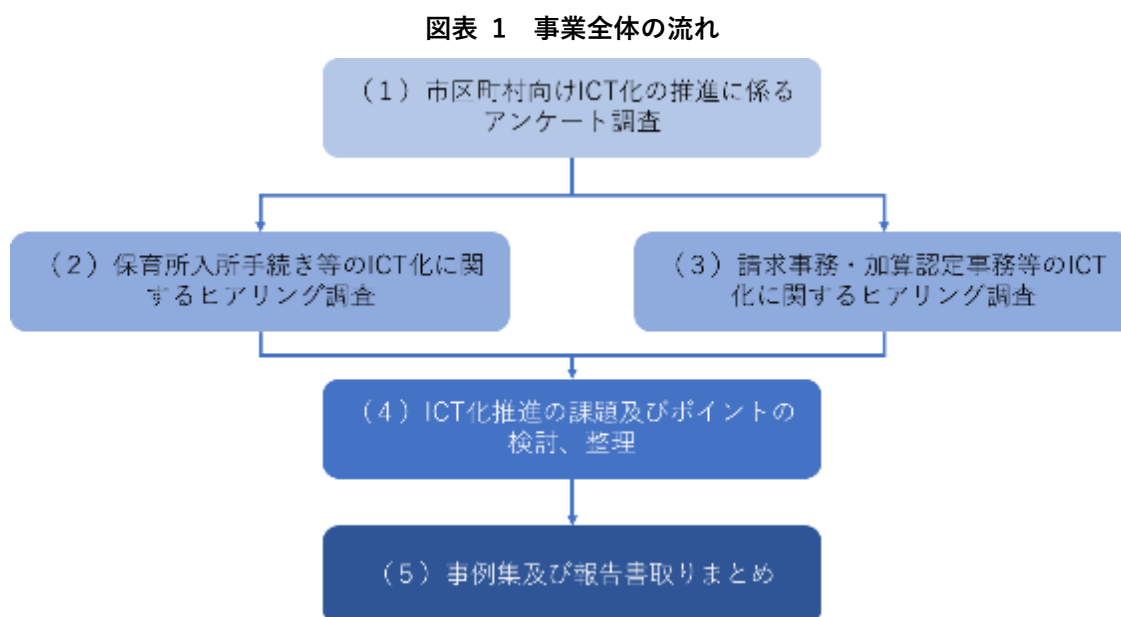 図表 1 事業全体の流れ
（１）市区町村向けICT化の推進に係る
アンケート調査
（２）保育所入所手続き等のICT化に関
するヒアリング調査
（３）請求事務・加算認定事務等のICT
化に関するヒアリング調査
（４）ICT化推進の課題及びポイントの
検討、整理
（５）事例集及び報告書取りまとめ